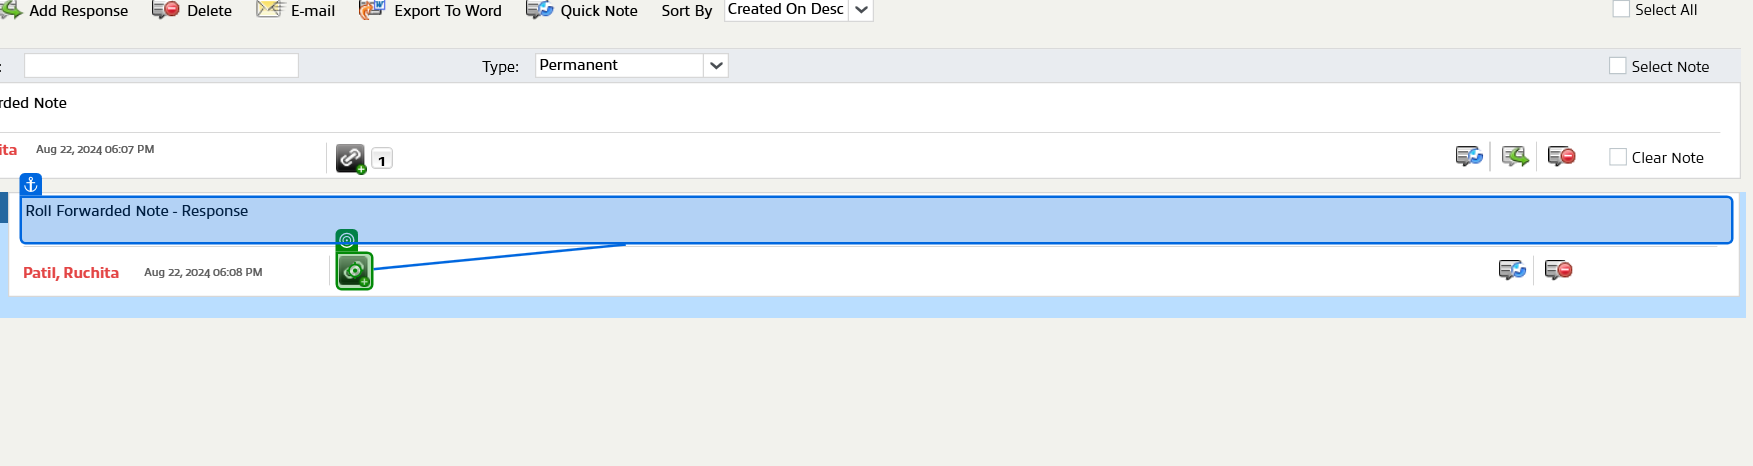 Add Response Delete E-mail Export To Word Quick Note Sort By Created On Desc Select All
: Type: Permanent Select Note
rded Note
ita Aug 22, 2024 06:07 PM 1 Clear Note
Roll Forwarded Note - Response
Patil, Ruchita Aug 22, 2024 06:08 PM